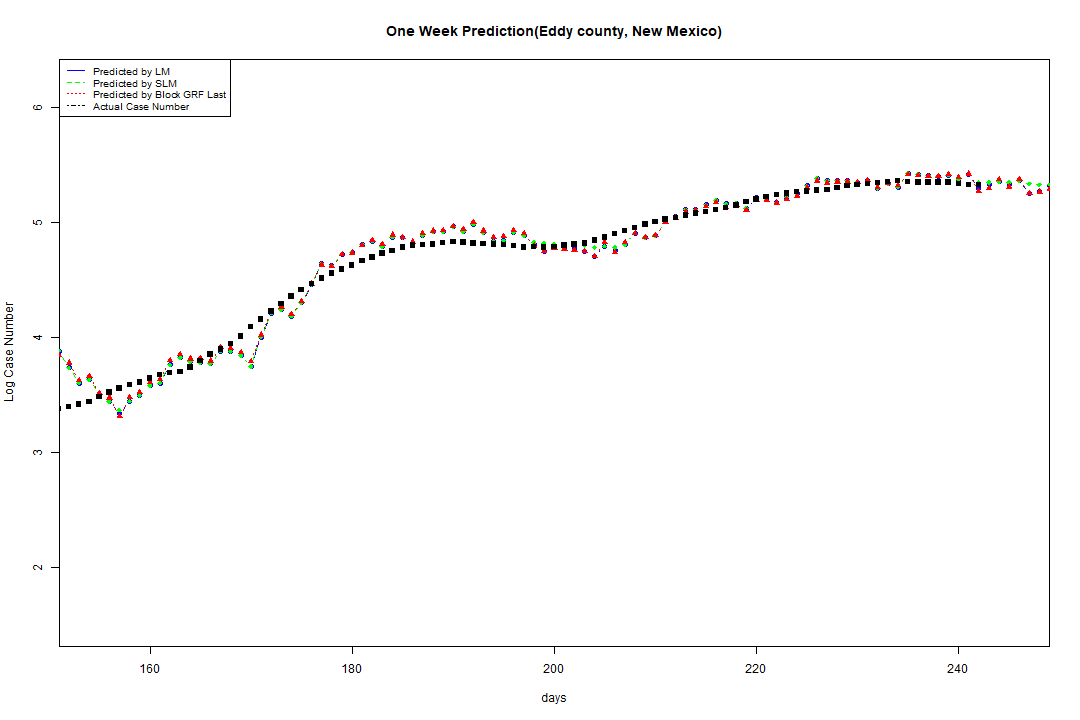 One Week Prediction(Eddy county, New Mexico)
Predicted by LM
Predicted by SLM
Predicted by Block GRF Last
Actual Case Number
6
5
4
3
2
Log Case Number
160 180 200 220 240
days